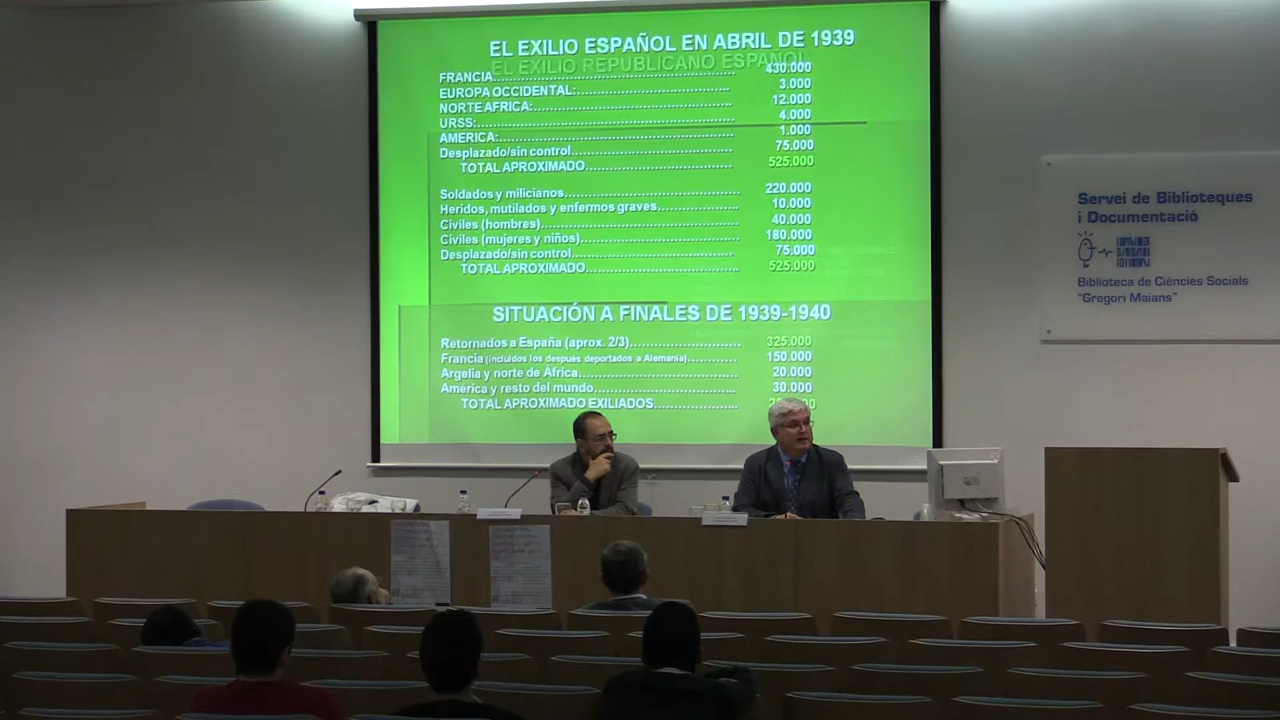 EL EXILIO ESPAÑOL EN ABRIL DE 1939
EL EXILIO REPUBLICANO ESPAÑOL
FRANCIA................ 430.000
EUROPA OCCIDENTAL:................ 3.000
NORTE AFRICA:................ 12.000
URSS:................ 4.000
AMERICA:................ 1.000
Desplazado/sin control................ 75.000
TOTAL APROXIMADO................ 525.000
Soldados y milicianos................ 220.000
Heridos, mutilados y enfermos graves................ 10.000
Civiles (hombres)................ 40.000
Civiles (mujeres y niños)................ 180.000
Desplazado/sin control................ 75.000
TOTAL APROXIMADO................ 525.000
SITUACIÓN A FINALES DE 1939-1940
Retornados a España (aprox. 2/3)................ 325.000
Francia (incluidos los después deportados a Alemania)............ 150.000
Argelia y norte de África................ 20.000
América y resto del mundo................ 30.000
TOTAL APROXIMADO EXILIADOS................
Servei de Biblioteques
i Documentació
Biblioteca de Ciències Socials
"Gregori Maians"